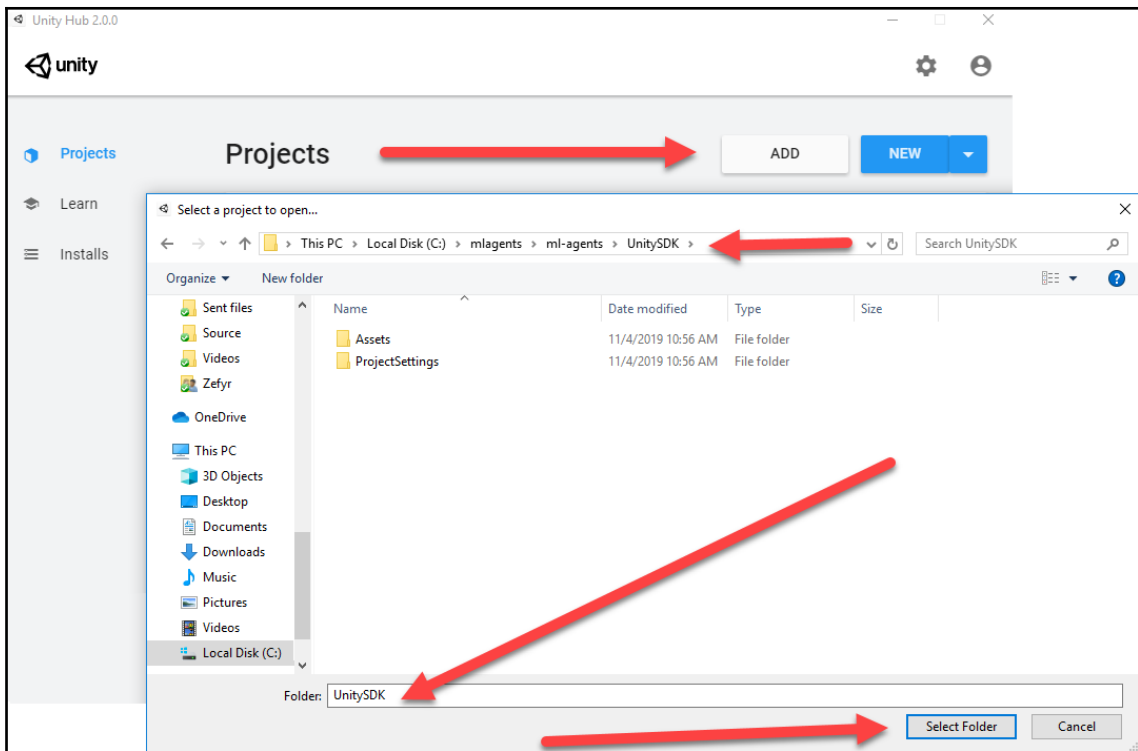 Unity Hub 2.0.0
unity
Projects
Learn
Installs
Projects
ADD
NEW
Select a project to open...
This PC > Local Disk (C:) > mlagents > ml-agents > UnitySDK >
Search UnitySDK
Organize
New folder
Sent files
Source
Videos
Zefyr
OneDrive
This PC
3D Objects
Desktop
Documents
Downloads
Music
Pictures
Videos
Local Disk (C:)
Name Date modified Type Size
Assets 11/4/2019 10:56 AM File folder
ProjectSettings 11/4/2019 10:56 AM File folder
Folder: UnitySDK
Select Folder
Cancel